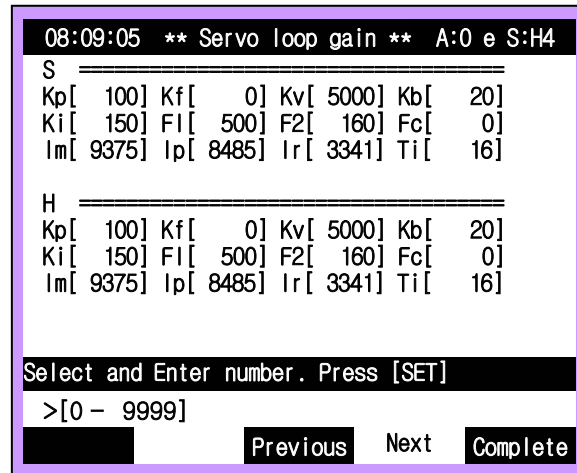 08:09:05 ** Servo loop gain ** A:0 e S:H4
S ===================================
Kp[ 100] Kf[ 0] Kv[ 5000] Kb[ 20]
Ki[ 150] Fl[ 500] F2[ 160] Fc[ 0]
Im[ 9375] Ip[ 8485] Ir[ 3341] Ti[ 16]
H ===================================
Kp[ 100] Kf[ 0] Kv[ 5000] Kb[ 20]
Ki[ 150] Fl[ 500] F2[ 160] Fc[ 0]
Im[ 9375] Ip[ 8485] Ir[ 3341] Ti[ 16]
Select and Enter number. Press [SET]
>[0 – 9999]
Previous Next Complete